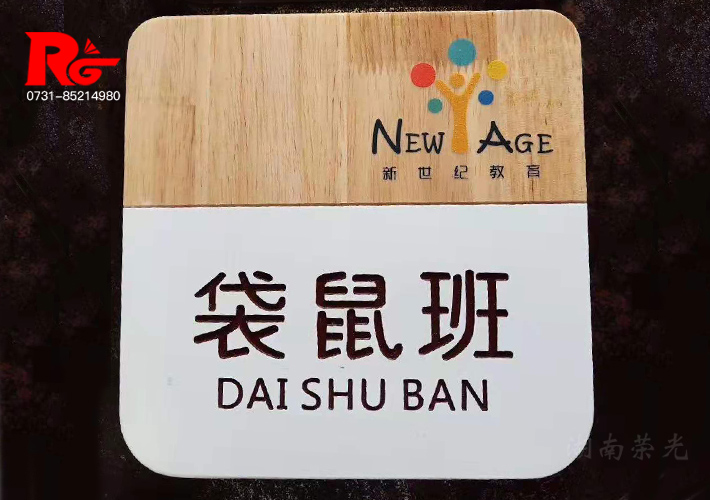 RG
0731-85214980
NEW AGE
新世纪教育
袋鼠班
DAI SHU BAN
湖南荣光